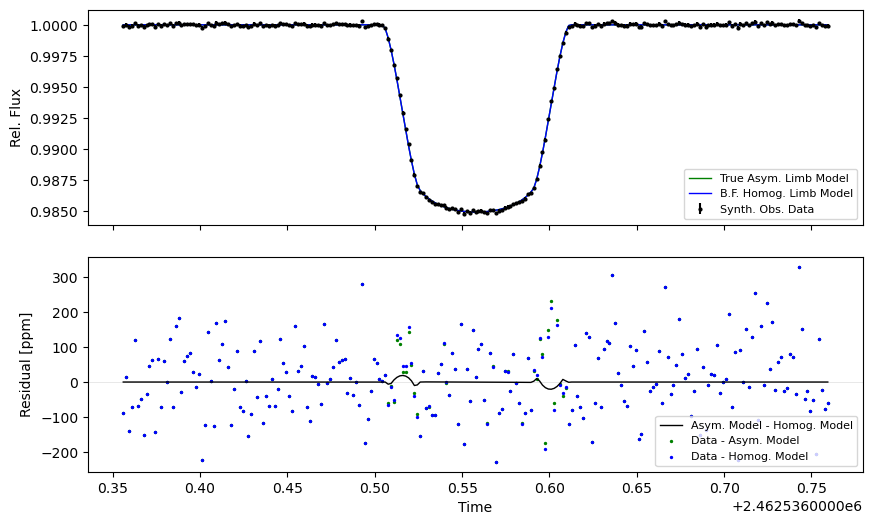 1.0000
0.9975
0.9950
0.9925
0.9900
0.9875
0.9850
Rel. Flux
True Asym. Limb Model
B.F. Homog. Limb Model
Synth. Obs. Data
300
200
100
0
−100
−200
Residual [ppm]
Asym. Model - Homog. Model
Data - Asym. Model
Data - Homog. Model
0.35
0.40
0.45
0.50
0.55
0.60
0.65
0.70
0.75
Time
+2.4625360000e6